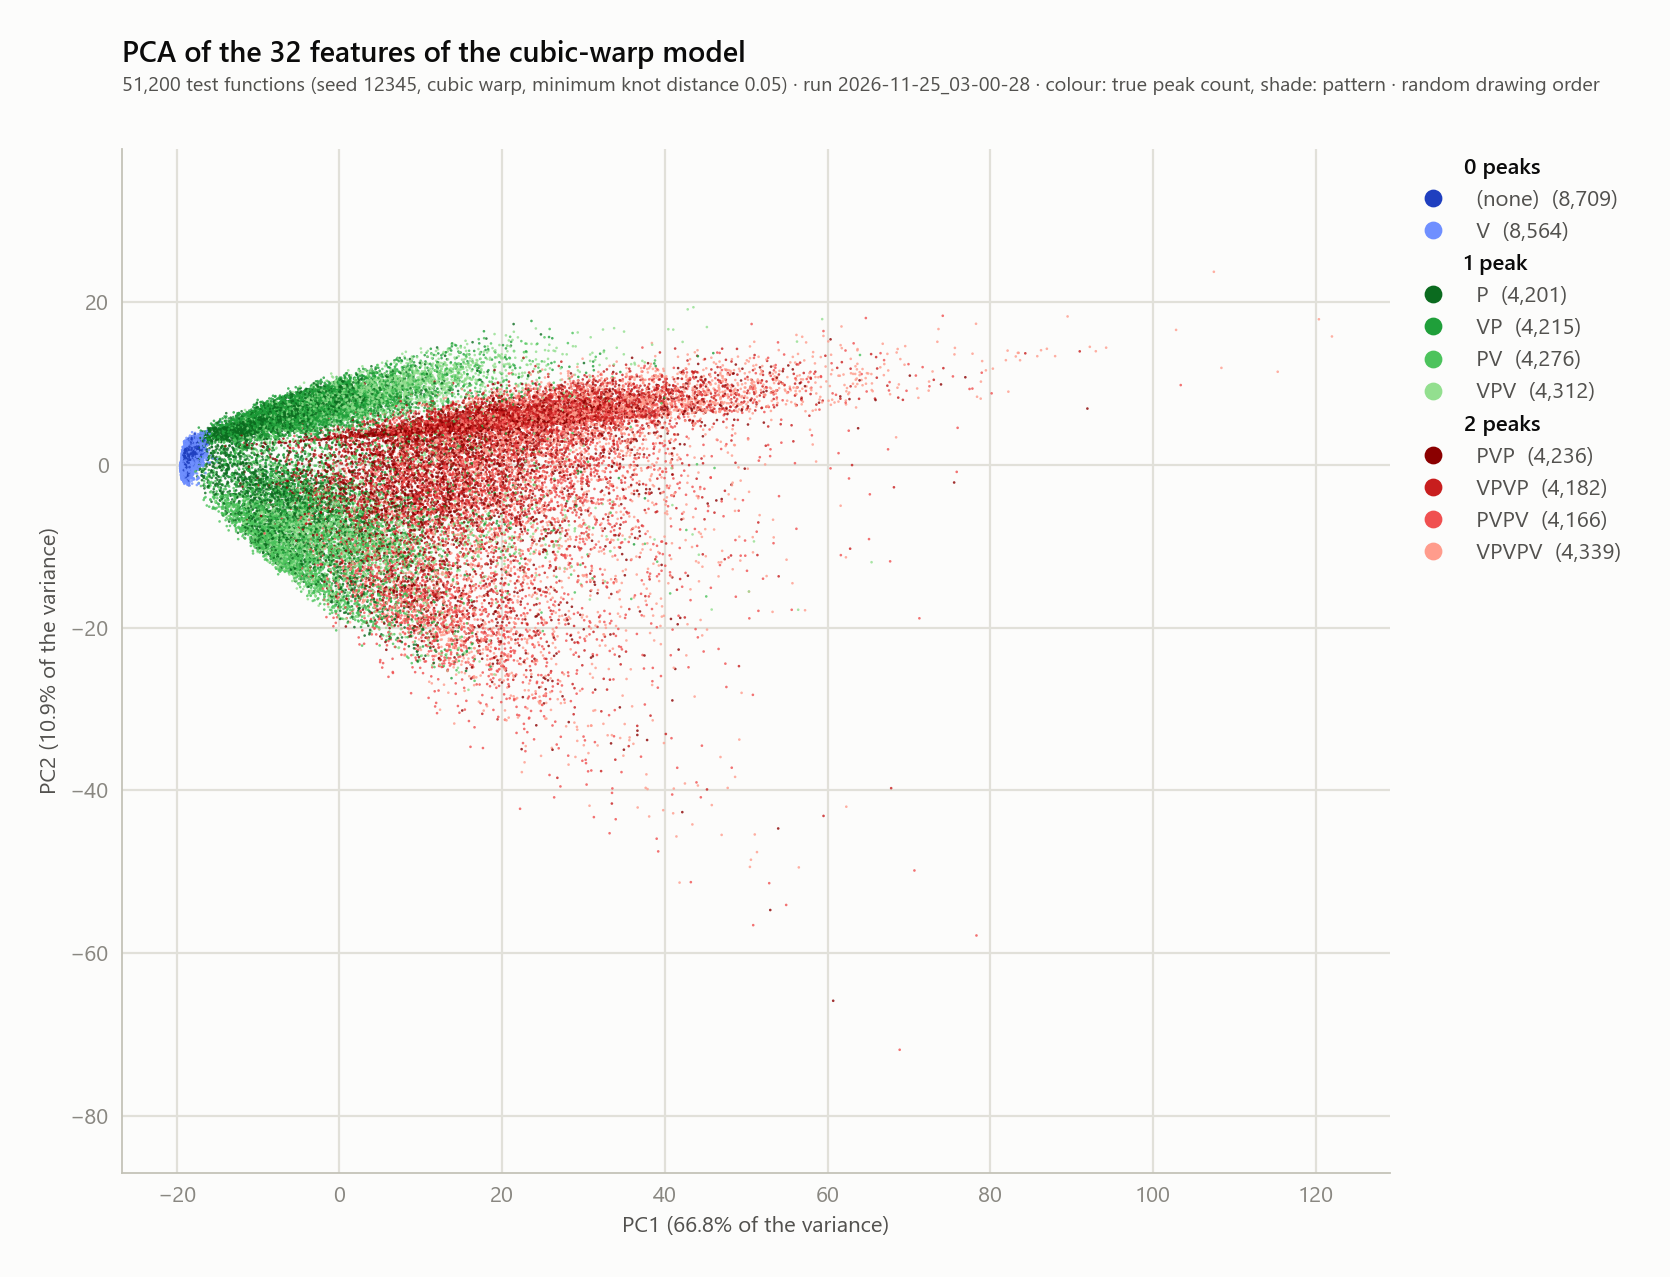 PCA of the 32 features of the cubic-warp model
51,200 test functions (seed 12345, cubic warp, minimum knot distance 0.05) · run 2026-11-25_03-00-28 · colour: true peak count, shade: pattern · random drawing order
0 peaks
(none) (8,709)
V (8,564)
1 peak
P (4,201)
VP (4,215)
PV (4,276)
VPV (4,312)
2 peaks
PVP (4,236)
VPVP (4,182)
PVPV (4,166)
VPVPV (4,339)
PC2 (10.9% of the variance)
20
0
−20
−40
−60
−80
−20 0 20 40 60 80 100 120
PC1 (66.8% of the variance)